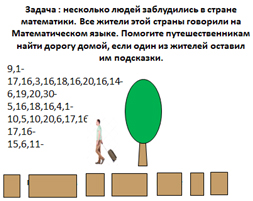 Задача : несколько людей заблудились в стране
математики. Все жители этой страны говорили на
Математическом языке. Помогите путешественникам
найти дорогу домой, если один из жителей оставил
им подсказки.
9,1-
17,16,3,16,18,16,20,16,14-
6,19,20,30-
5,16,18,16,4,1-
10,5,10,20,6,17,16
17,16-
15,6,11-